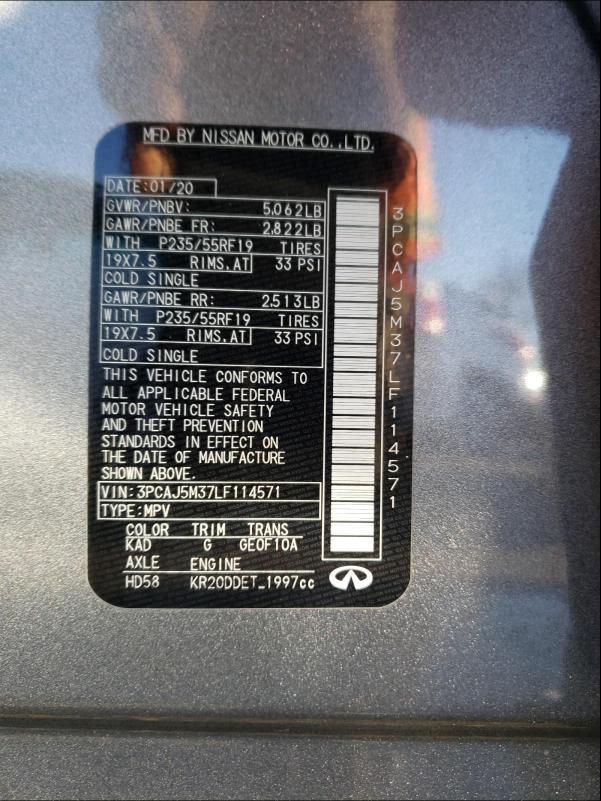 MFD BY NISSAN MOTOR CO.,LTD.
DATE:01/20
GVWR/PNBV: 5.062LB
GAWR/PNBE FR: 2.822LB
WITH P235/55RF19 TIRES
19X7.5 RIMS.AT 33 PSI
COLD SINGLE
GAWR/PNBE RR: 2.513LB
WITH P235/55RF19 TIRES
19X7.5 RIMS.AT 33 PSI
COLD SINGLE
THIS VEHICLE CONFORMS TO
ALL APPLICABLE FEDERAL
MOTOR VEHICLE SAFETY
AND THEFT PREVENTION
STANDARDS IN EFFECT ON
THE DATE OF MANUFACTURE
SHOWN ABOVE.
VIN:3PCAJ5M37LF114571
TYPE:MPV
COLOR TRIM TRANS
KAD G GE0F10A
AXLE ENGINE
HD58 KR20DDET_1997cc
3PCAJ5M37LF114571